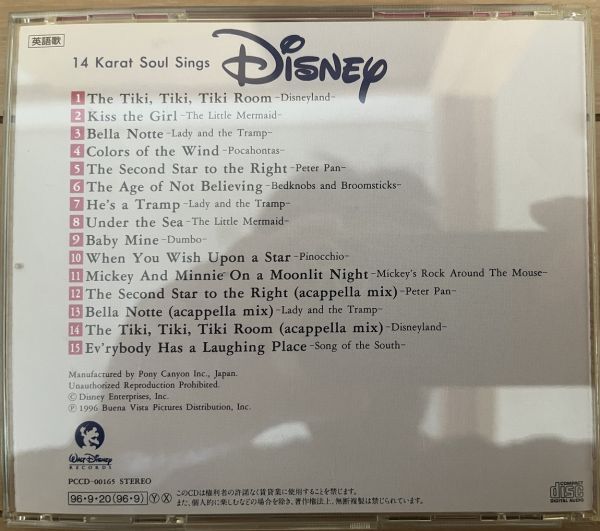 英語歌
14 Karat Soul Sings Disney
1 The Tiki, Tiki, Tiki Room -Disneyland-
2 Kiss the Girl -The Little Mermaid-
3 Bella Notte -Lady and the Tramp-
4 Colors of the Wind -Pocahontas-
5 The Second Star to the Right -Peter Pan-
6 The Age of Not Believing -Bedknobs and Broomsticks-
7 He's a Tramp -Lady and the Tramp-
8 Under the Sea -The Little Mermaid-
9 Baby Mine -Dumbo-
10 When You Wish Upon a Star -Pinocchio-
11 Mickey And Minnie On a Moonlit Night -Mickey's Rock Around The Mouse-
12 The Second Star to the Right (acappella mix) -Peter Pan-
13 Bella Notte (acappella mix) -Lady and the Tramp-
14 The Tiki, Tiki, Tiki Room (acappella mix) -Disneyland-
15 Ev'rybody Has a Laughing Place -Song of the South-
Manufactured by Pony Canyon Inc., Japan.
Unauthorized Reproduction Prohibited.
© Disney Enterprises, Inc.
℗ 1996 Buena Vista Pictures Distribution, Inc.
Walt Disney
RECORDS
PCCD-00165 STEREO
96・9・20 (96・9) Ⓨ Ⓧ
このCDは権利者の許諾なく賃貸業に使用することを禁じます。
また、個人的に楽しむなどの場合を除き、著作権法上、無断複製は禁じられています。
COMPACT
disc
DIGITAL AUDIO